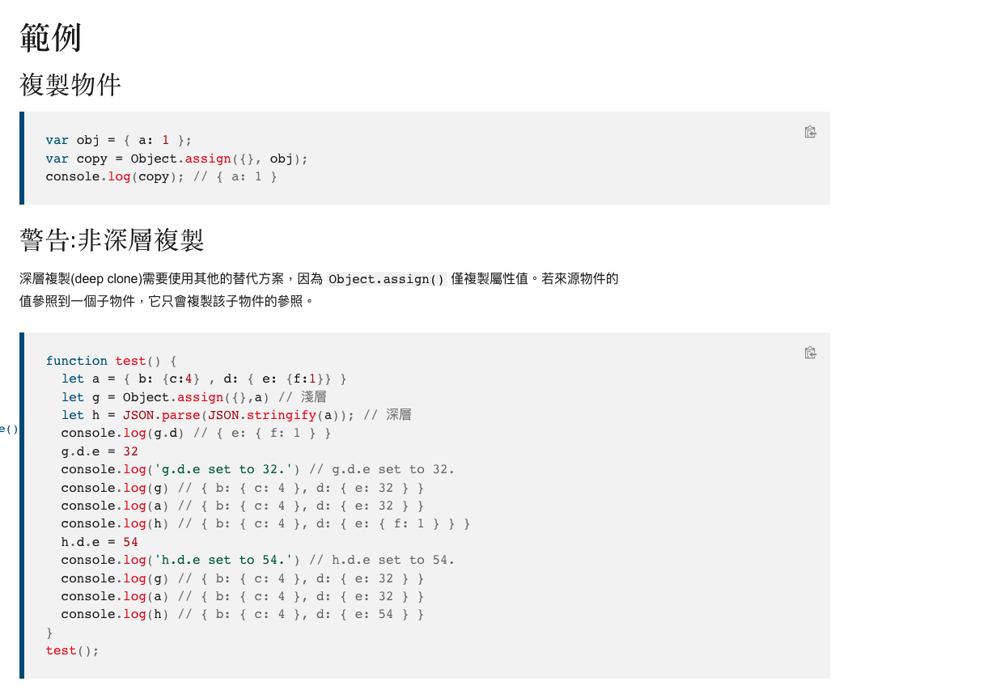 範例
複製物件
var obj = { a: 1 };
var copy = Object.assign({}, obj);
console.log(copy); // { a: 1 }
警告:非深層複製
深層複製(deep clone)需要使用其他的替代方案，因為 Object.assign() 僅複製屬性值。若來源物件的
值參照到一個子物件，它只會複製該子物件的參照。
e()
function test() {
  let a = { b: {c:4} , d: { e: {f:1}} }
  let g = Object.assign({},a) // 淺層
  let h = JSON.parse(JSON.stringify(a)); // 深層
  console.log(g.d) // { e: { f: 1 } }
  g.d.e = 32
  console.log('g.d.e set to 32.') // g.d.e set to 32.
  console.log(g) // { b: { c: 4 }, d: { e: 32 } }
  console.log(a) // { b: { c: 4 }, d: { e: 32 } }
  console.log(h) // { b: { c: 4 }, d: { e: { f: 1 } } }
  h.d.e = 54
  console.log('h.d.e set to 54.') // h.d.e set to 54.
  console.log(g) // { b: { c: 4 }, d: { e: 32 } }
  console.log(a) // { b: { c: 4 }, d: { e: 32 } }
  console.log(h) // { b: { c: 4 }, d: { e: 54 } }
}
test();